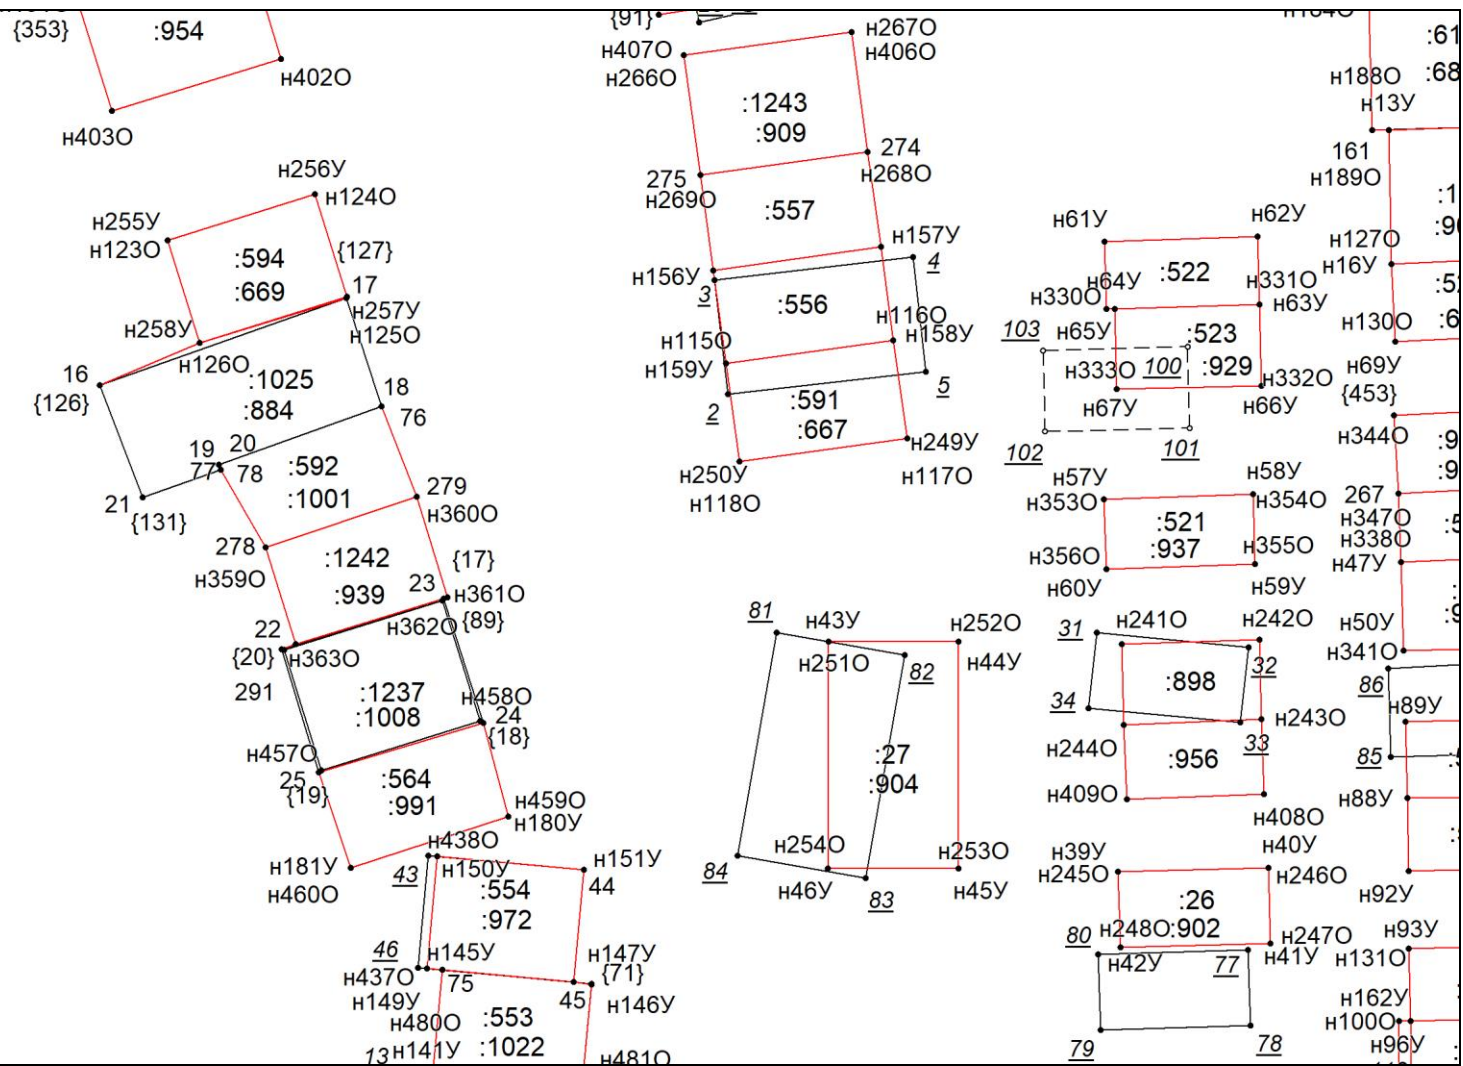 {353}
:954
н402О
н403О
{91}
н407О
н266О
н267О
н406О
:1243
:909
274
н268О
275
н269О
:557
н157У
н156У
4
3
:556
н116О
н158У
н115О
н159У
5
2
:591
:667
н249У
н117О
н250У
н118О
н256У
н124О
н255У
н123О
:594
:669
{127}
17
н257У
н125О
н258У
н126О
16
{126}
:1025
:884
18
76
19
20
77
78
21
{131}
:592
:1001
279
н360О
278
н359О
:1242
:939
{17}
23
н361О
н362О
{89}
22
{20}
н363О
291
:1237
:1008
н458О
24
{18}
н457О
25
{19}
:564
:991
н459О
н180У
н181У
н460О
н438О
н150У
43
:554
:972
н151У
44
46
н145У
н147У
{71}
н437О
75
45
н146У
н149У
н480О
:553
:1022
13
н141У
н481О
н61У
н62У
:522
н64У
н331О
н330О
н63У
н65У
103
:523
:929
н333О
100
н332О
н67У
н66У
102
101
н57У
н58У
н353О
н354О
:521
:937
н356О
н355О
н60У
н59У
81
н43У
н252О
н251О
н44У
82
:27
:904
н254О
н253О
84
н46У
н45У
83
31
н241О
н242О
32
:898
34
н243О
н244О
33
:956
н409О
н408О
н40У
н39У
н245О
н246О
:26
:902
80
н248О
н247О
н42У
77
н41У
79
78
:61
н188О
:68
н13У
161
н189О
:1
н127О
:90
н16У
:52
н130О
:6
н69У
{453}
н344О
:9
:9
267
н347О
н338О
н47У
н50У
н341О
86
н89У
85
н88У
н92У
н93У
н131О
н162У
н100О
н96У